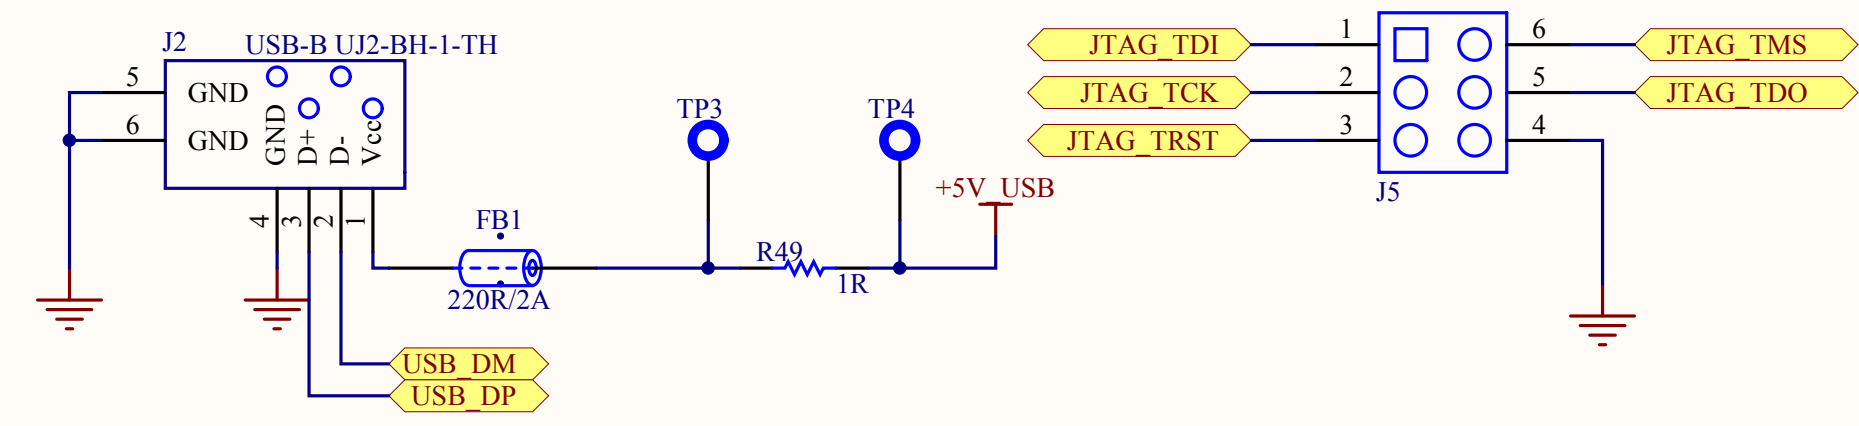 J2 USB-B UJ2-BH-1-TH
5 GND
6 GND
GND
D+
D-
Vcc
4
3
2
1
FB1
220R/2A
USB_DM
USB_DP
TP3
TP4
R49
1R
+5V_USB
JTAG_TDI 1
JTAG_TCK 2
JTAG_TRST 3
6 JTAG_TMS
5 JTAG_TDO
4
J5